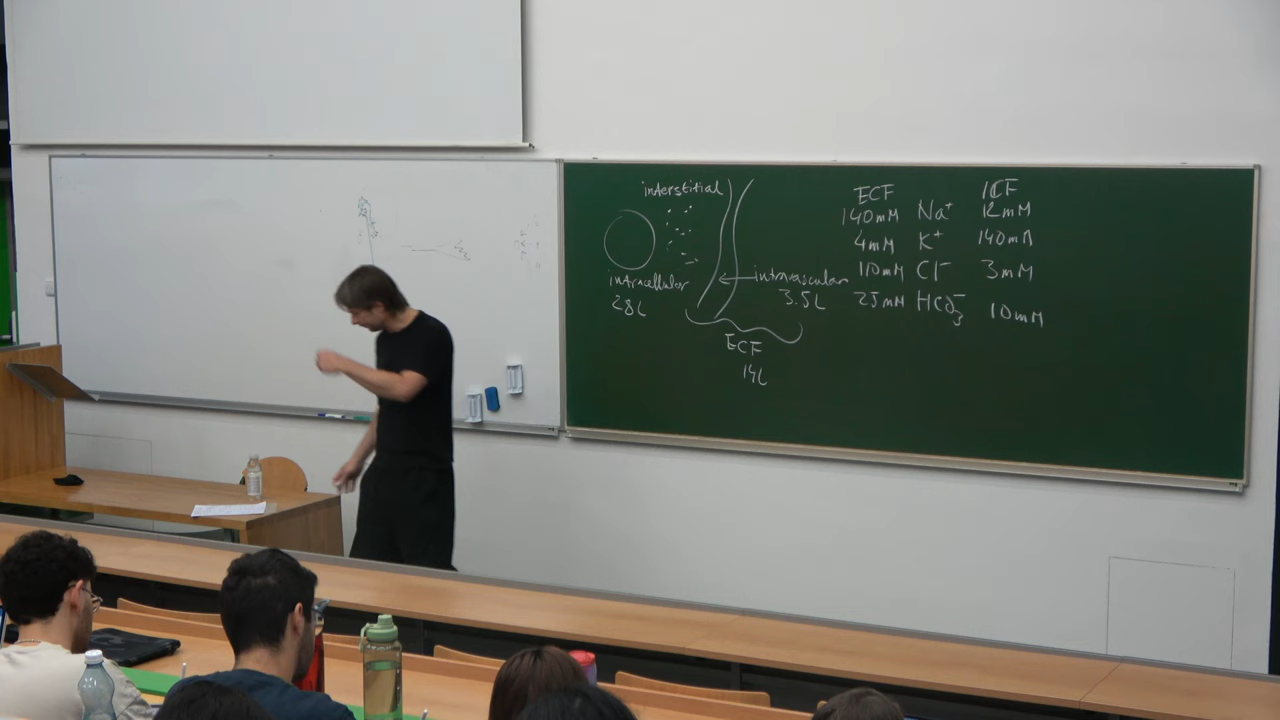 interstitial
intracellular
28L
intravascular
3.5L
ECF
14L
ECF ICF
140mM Na⁺ 12mM
4mM K⁺ 140mM
110mM Cl⁻ 3mM
25mM HCO₃⁻ 10mM